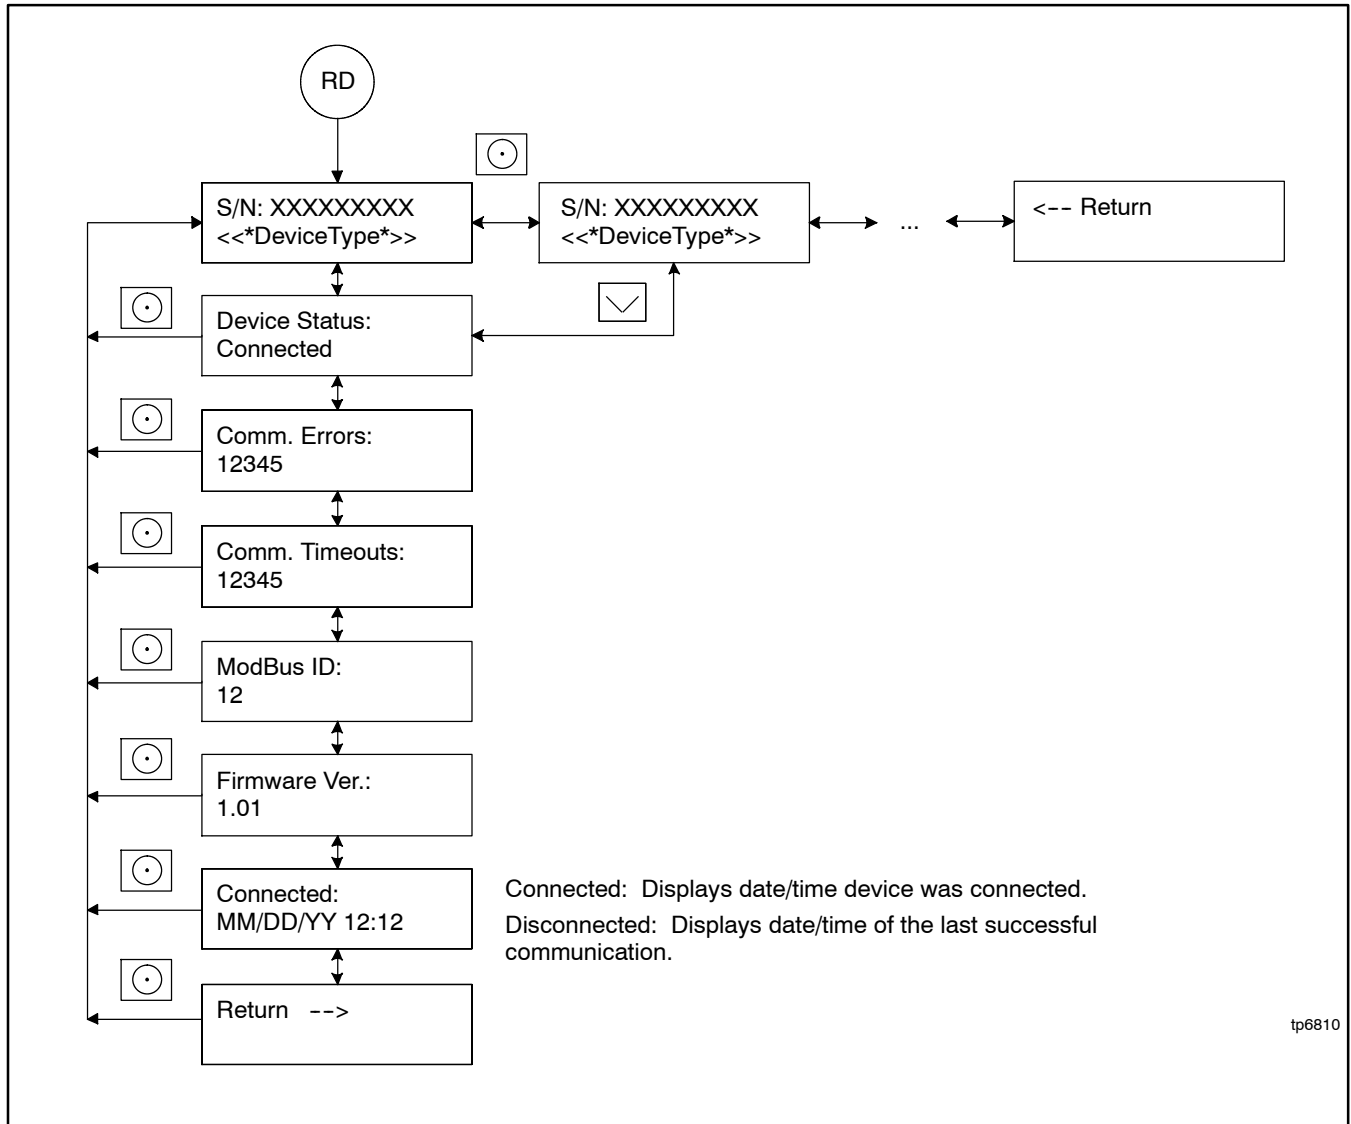 RD
S/N: XXXXXXXXX
<<*DeviceType*>>
S/N: XXXXXXXXX
<<*DeviceType*>>
...
<-- Return
Device Status:
Connected
Comm. Errors:
12345
Comm. Timeouts:
12345
ModBus ID:
12
Firmware Ver.:
1.01
Connected:
MM/DD/YY 12:12
Connected:  Displays date/time device was connected.
Disconnected:  Displays date/time of the last successful
communication.
Return  -->
tp6810